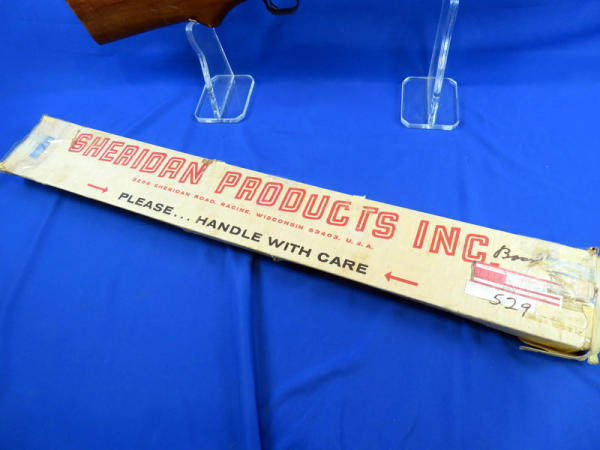 SHERIDAN PRODUCTS INC.
3205 SHERIDAN ROAD, RACINE, WISCONSIN 53403, U.S.A.
PLEASE... HANDLE WITH CARE
529